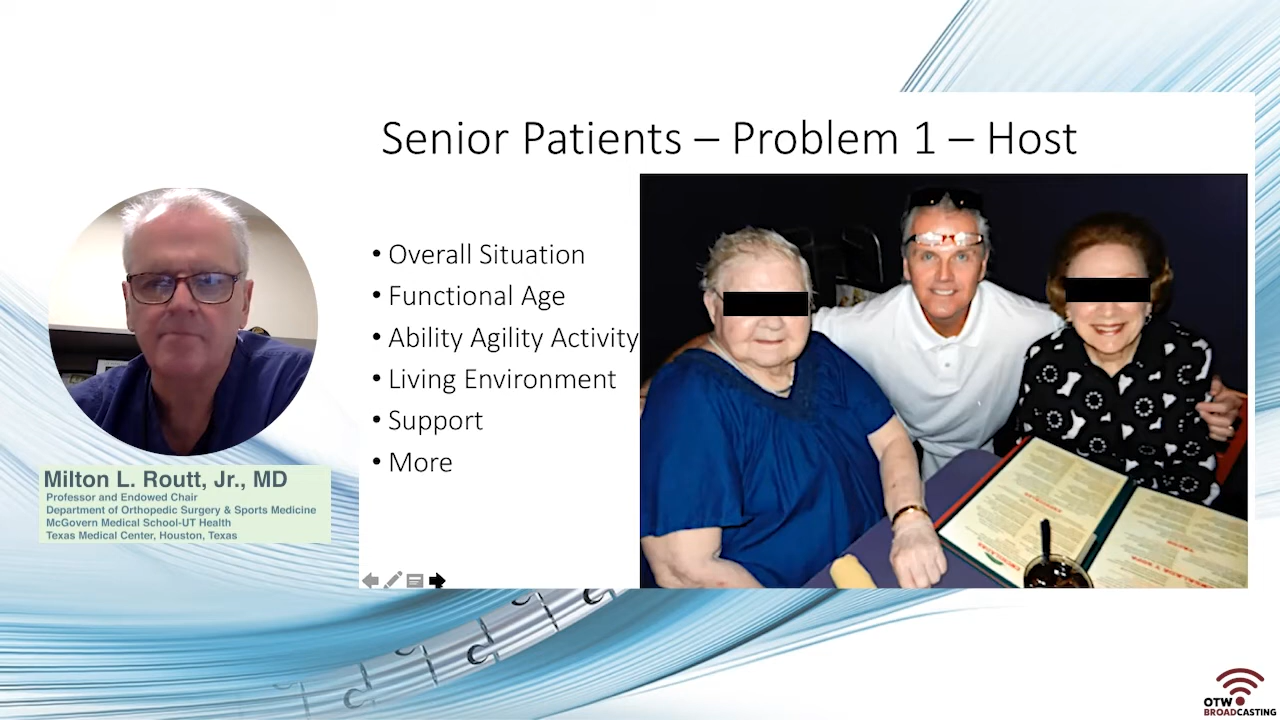 Senior Patients – Problem 1 – Host
• Overall Situation
• Functional Age
• Ability Agility Activity
• Living Environment
• Support
• More
Milton L. Routt, Jr., MD
Professor and Endowed Chair
Department of Orthopedic Surgery & Sports Medicine
McGovern Medical School-UT Health
Texas Medical Center, Houston, Texas
OTW
BROADCASTING